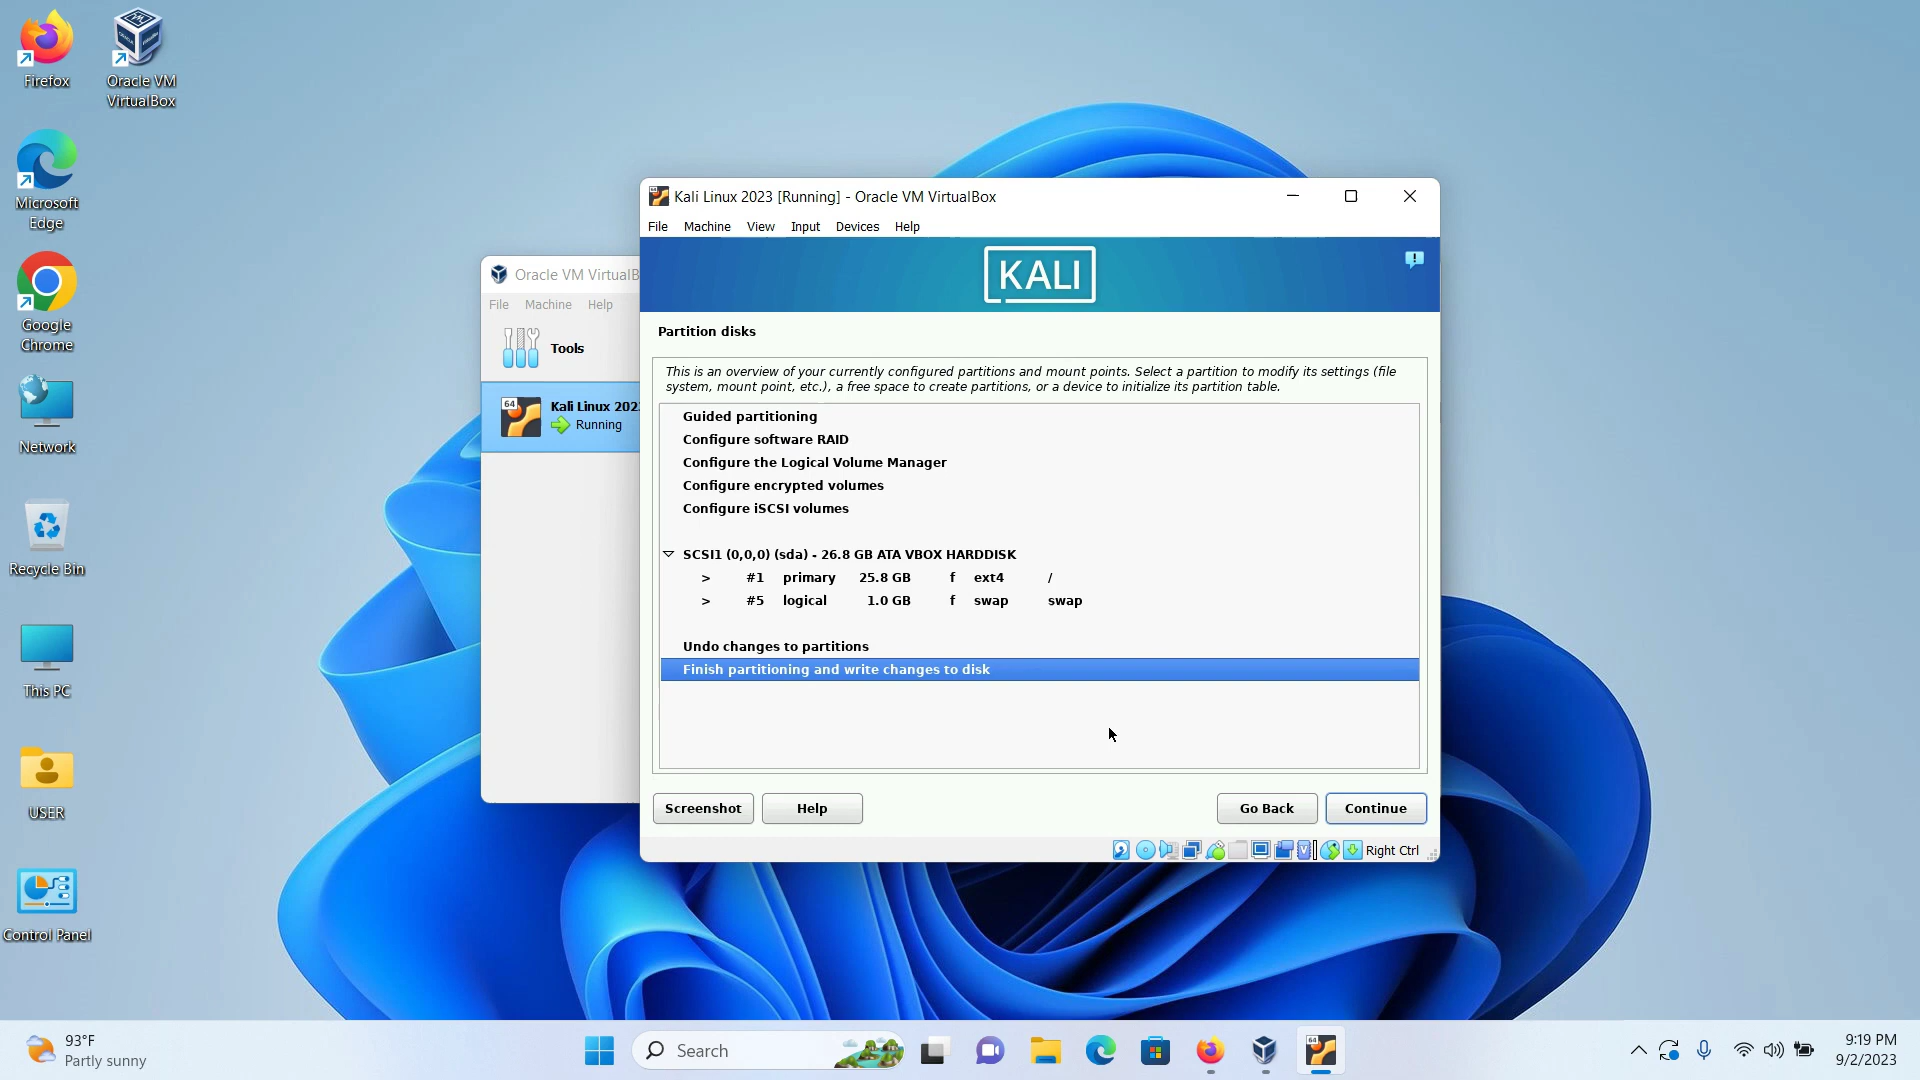 Firefox
Oracle VM
VirtualBox
Microsoft
Edge
Google
Chrome
Network
Recycle Bin
This PC
USER
Control Panel
Oracle VM VirtualB
File Machine Help
Tools
64
Kali Linux 202
Running
64
Kali Linux 2023 [Running] - Oracle VM VirtualBox
File Machine View Input Devices Help
KALI
Partition disks
This is an overview of your currently configured partitions and mount points. Select a partition to modify its settings (file
system, mount point, etc.), a free space to create partitions, or a device to initialize its partition table.
Guided partitioning
Configure software RAID
Configure the Logical Volume Manager
Configure encrypted volumes
Configure iSCSI volumes
SCSI1 (0,0,0) (sda) - 26.8 GB ATA VBOX HARDDISK
> #1 primary 25.8 GB f ext4 /
> #5 logical 1.0 GB f swap swap
Undo changes to partitions
Finish partitioning and write changes to disk
Screenshot Help Go Back Continue
Right Ctrl
93°F
Partly sunny
Search
64
9:19 PM
9/2/2023